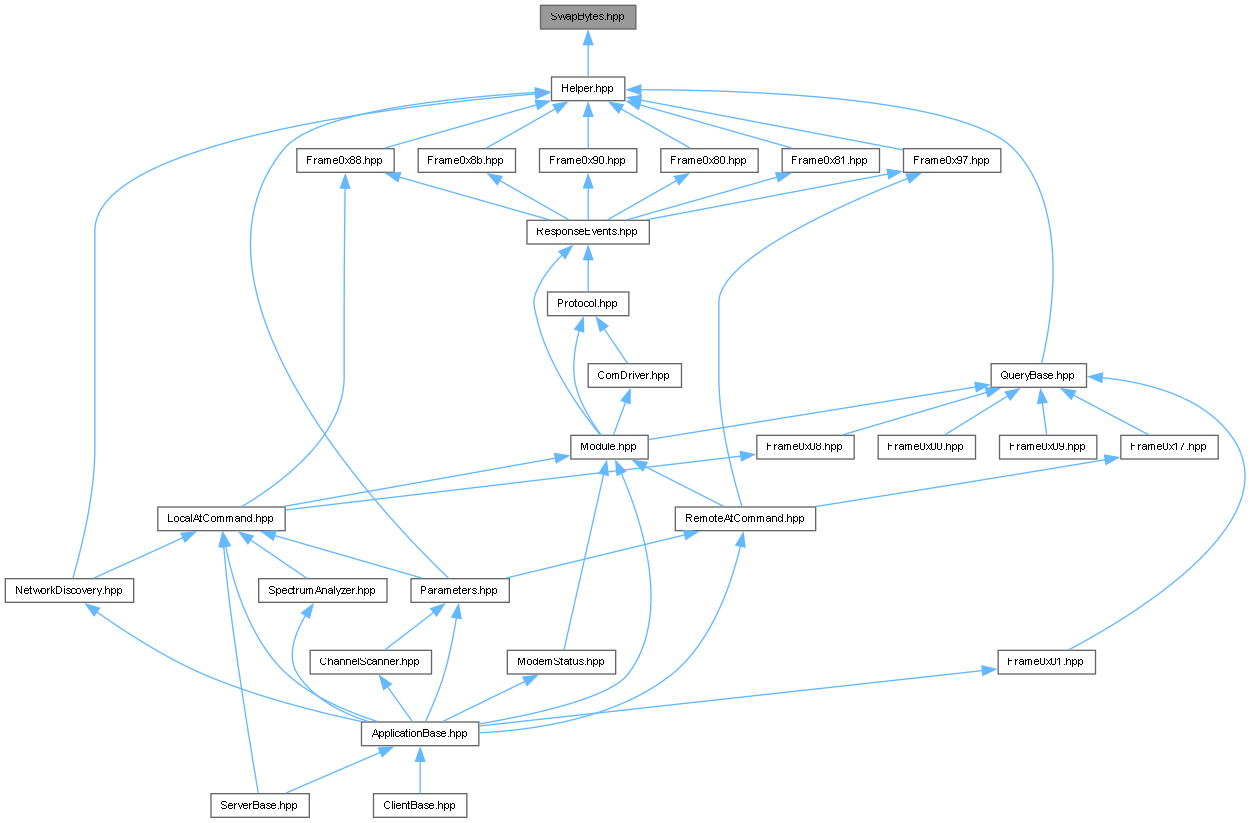 SwapBytes.hpp
Helper.hpp
Frame0x88.hpp
Frame0x8b.hpp
Frame0x90.hpp
Frame0x80.hpp
Frame0x81.hpp
Frame0x97.hpp
ResponseEvents.hpp
Protocol.hpp
ComDriver.hpp
QueryBase.hpp
Module.hpp
Frame0x08.hpp
Frame0x00.hpp
Frame0x09.hpp
Frame0x17.hpp
LocalAtCommand.hpp
RemoteAtCommand.hpp
NetworkDiscovery.hpp
SpectrumAnalyzer.hpp
Parameters.hpp
ChannelScanner.hpp
ModemStatus.hpp
Frame0x01.hpp
ApplicationBase.hpp
ServerBase.hpp
ClientBase.hpp